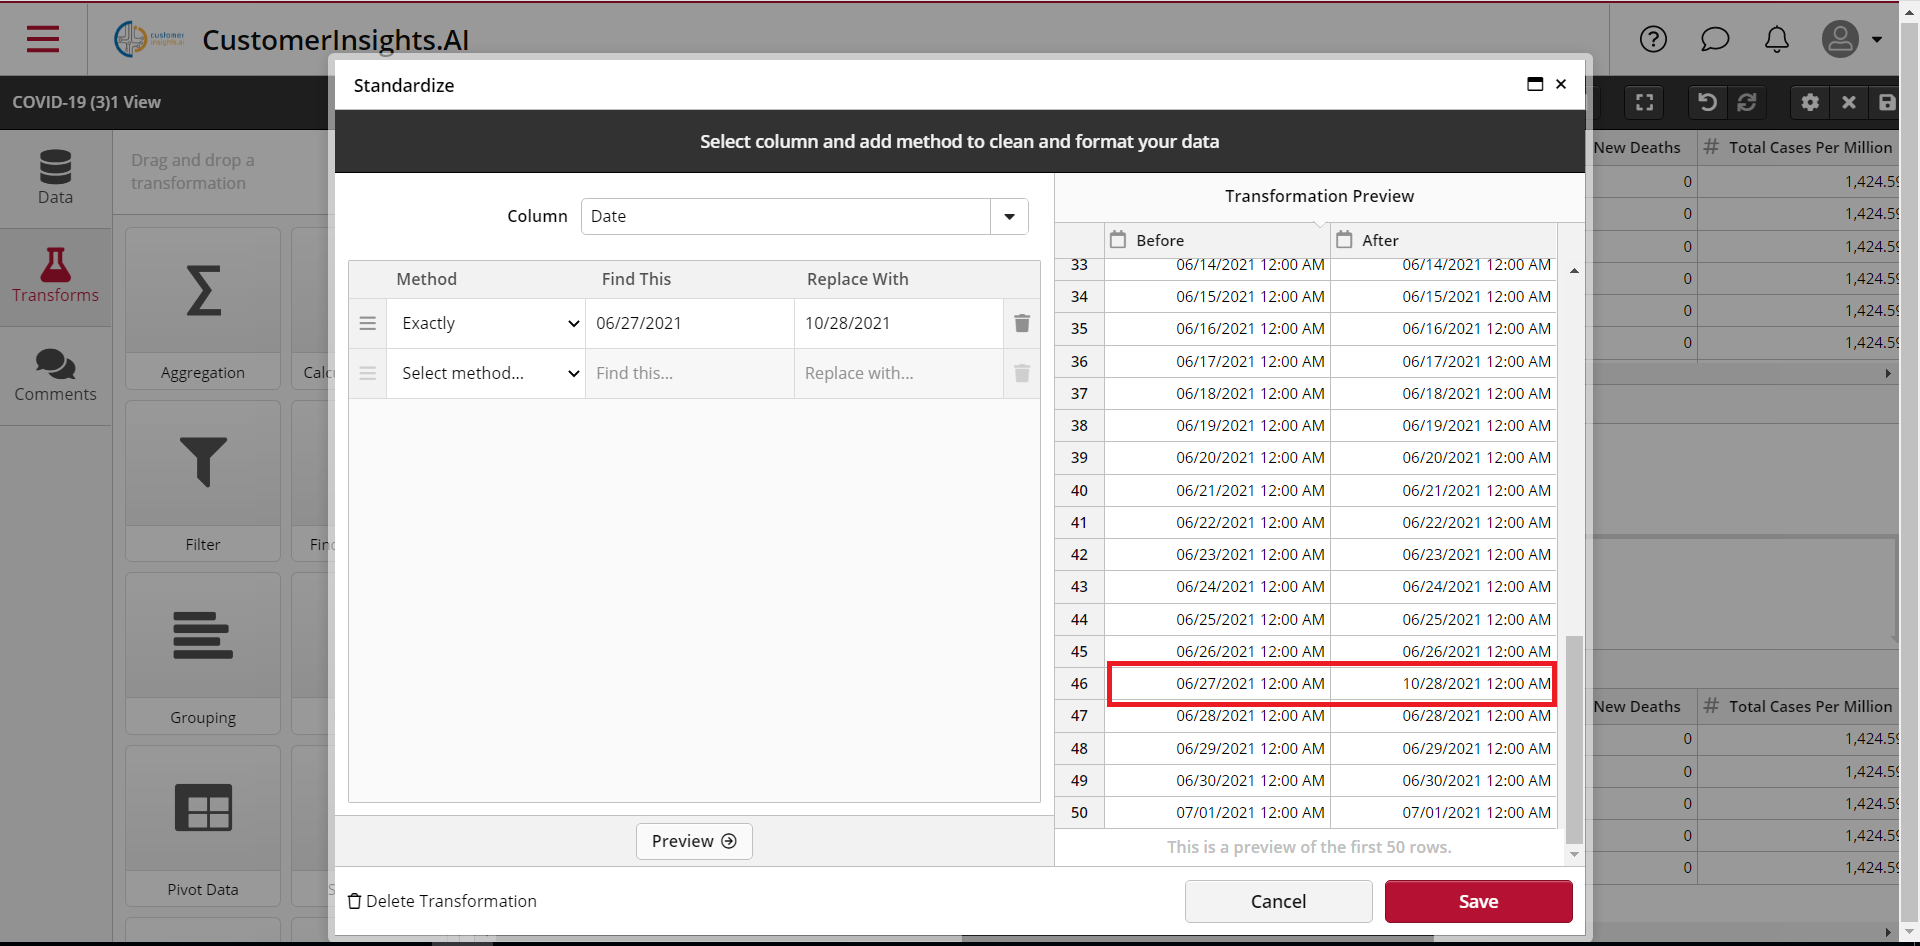 customer
insights.ai
CustomerInsights.AI
COVID-19 (3)1 View
Data
Transforms
Comments
Drag and drop a
transformation
Aggregation
Calc
Filter
Grouping
Pivot Data
Standardize
Select column and add method to clean and format your data
Column
Date
Method Find This Replace With
Exactly 06/27/2021 10/28/2021
Select method... Find this... Replace with...
Preview
Transformation Preview
Before After
33 06/14/2021 12:00 AM 06/14/2021 12:00 AM
34 06/15/2021 12:00 AM 06/15/2021 12:00 AM
35 06/16/2021 12:00 AM 06/16/2021 12:00 AM
36 06/17/2021 12:00 AM 06/17/2021 12:00 AM
37 06/18/2021 12:00 AM 06/18/2021 12:00 AM
38 06/19/2021 12:00 AM 06/19/2021 12:00 AM
39 06/20/2021 12:00 AM 06/20/2021 12:00 AM
40 06/21/2021 12:00 AM 06/21/2021 12:00 AM
41 06/22/2021 12:00 AM 06/22/2021 12:00 AM
42 06/23/2021 12:00 AM 06/23/2021 12:00 AM
43 06/24/2021 12:00 AM 06/24/2021 12:00 AM
44 06/25/2021 12:00 AM 06/25/2021 12:00 AM
45 06/26/2021 12:00 AM 06/26/2021 12:00 AM
46 06/27/2021 12:00 AM 10/28/2021 12:00 AM
47 06/28/2021 12:00 AM 06/28/2021 12:00 AM
48 06/29/2021 12:00 AM 06/29/2021 12:00 AM
49 06/30/2021 12:00 AM 06/30/2021 12:00 AM
50 07/01/2021 12:00 AM 07/01/2021 12:00 AM
This is a preview of the first 50 rows.
Delete Transformation
Cancel
Save
New Deaths # Total Cases Per Million
0 1,424.59
0 1,424.59
0 1,424.59
0 1,424.59
0 1,424.59
0 1,424.59
New Deaths # Total Cases Per Million
0 1,424.59
0 1,424.59
0 1,424.59
0 1,424.59
0 1,424.59